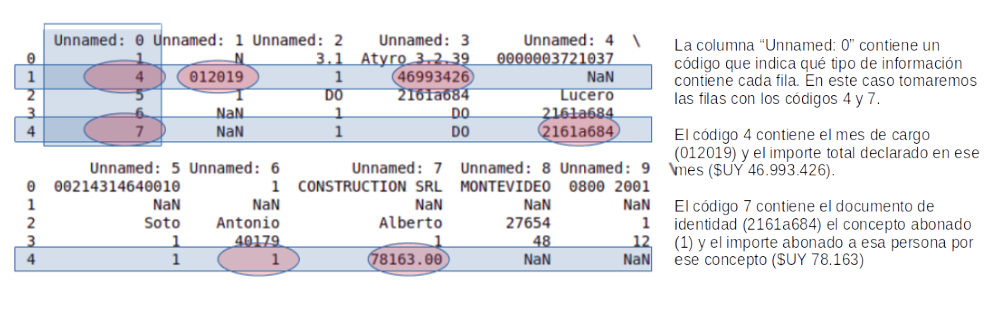 Unnamed: 0 Unnamed: 1 Unnamed: 2 Unnamed: 3 Unnamed: 4 \
0 1 N 3.1 Atyro 3.2.39 0000003721037
1 4 012019 1 46993426 NaN
2 5 1 DO 2161a684 Lucero
3 6 NaN 1 DO 2161a684
4 7 NaN 1 DO 2161a684
Unnamed: 5 Unnamed: 6 Unnamed: 7 Unnamed: 8 Unnamed: 9 \
0 00214314640010 1 CONSTRUCTION SRL MONTEVIDEO 0800 2001
1 NaN NaN NaN NaN NaN
2 Soto Antonio Alberto 27654 1
3 1 40179 1 48 12
4 1 1 78163.00 NaN NaN
La columna “Unnamed: 0” contiene un
código que indica qué tipo de información
contiene cada fila. En este caso tomaremos
las filas con los códigos 4 y 7.
El código 4 contiene el mes de cargo
(012019) y el importe total declarado en ese
mes ($UY 46.993.426).
El código 7 contiene el documento de
identidad (2161a684) el concepto abonado
(1) y el importe abonado a esa persona por
ese concepto ($UY 78.163)